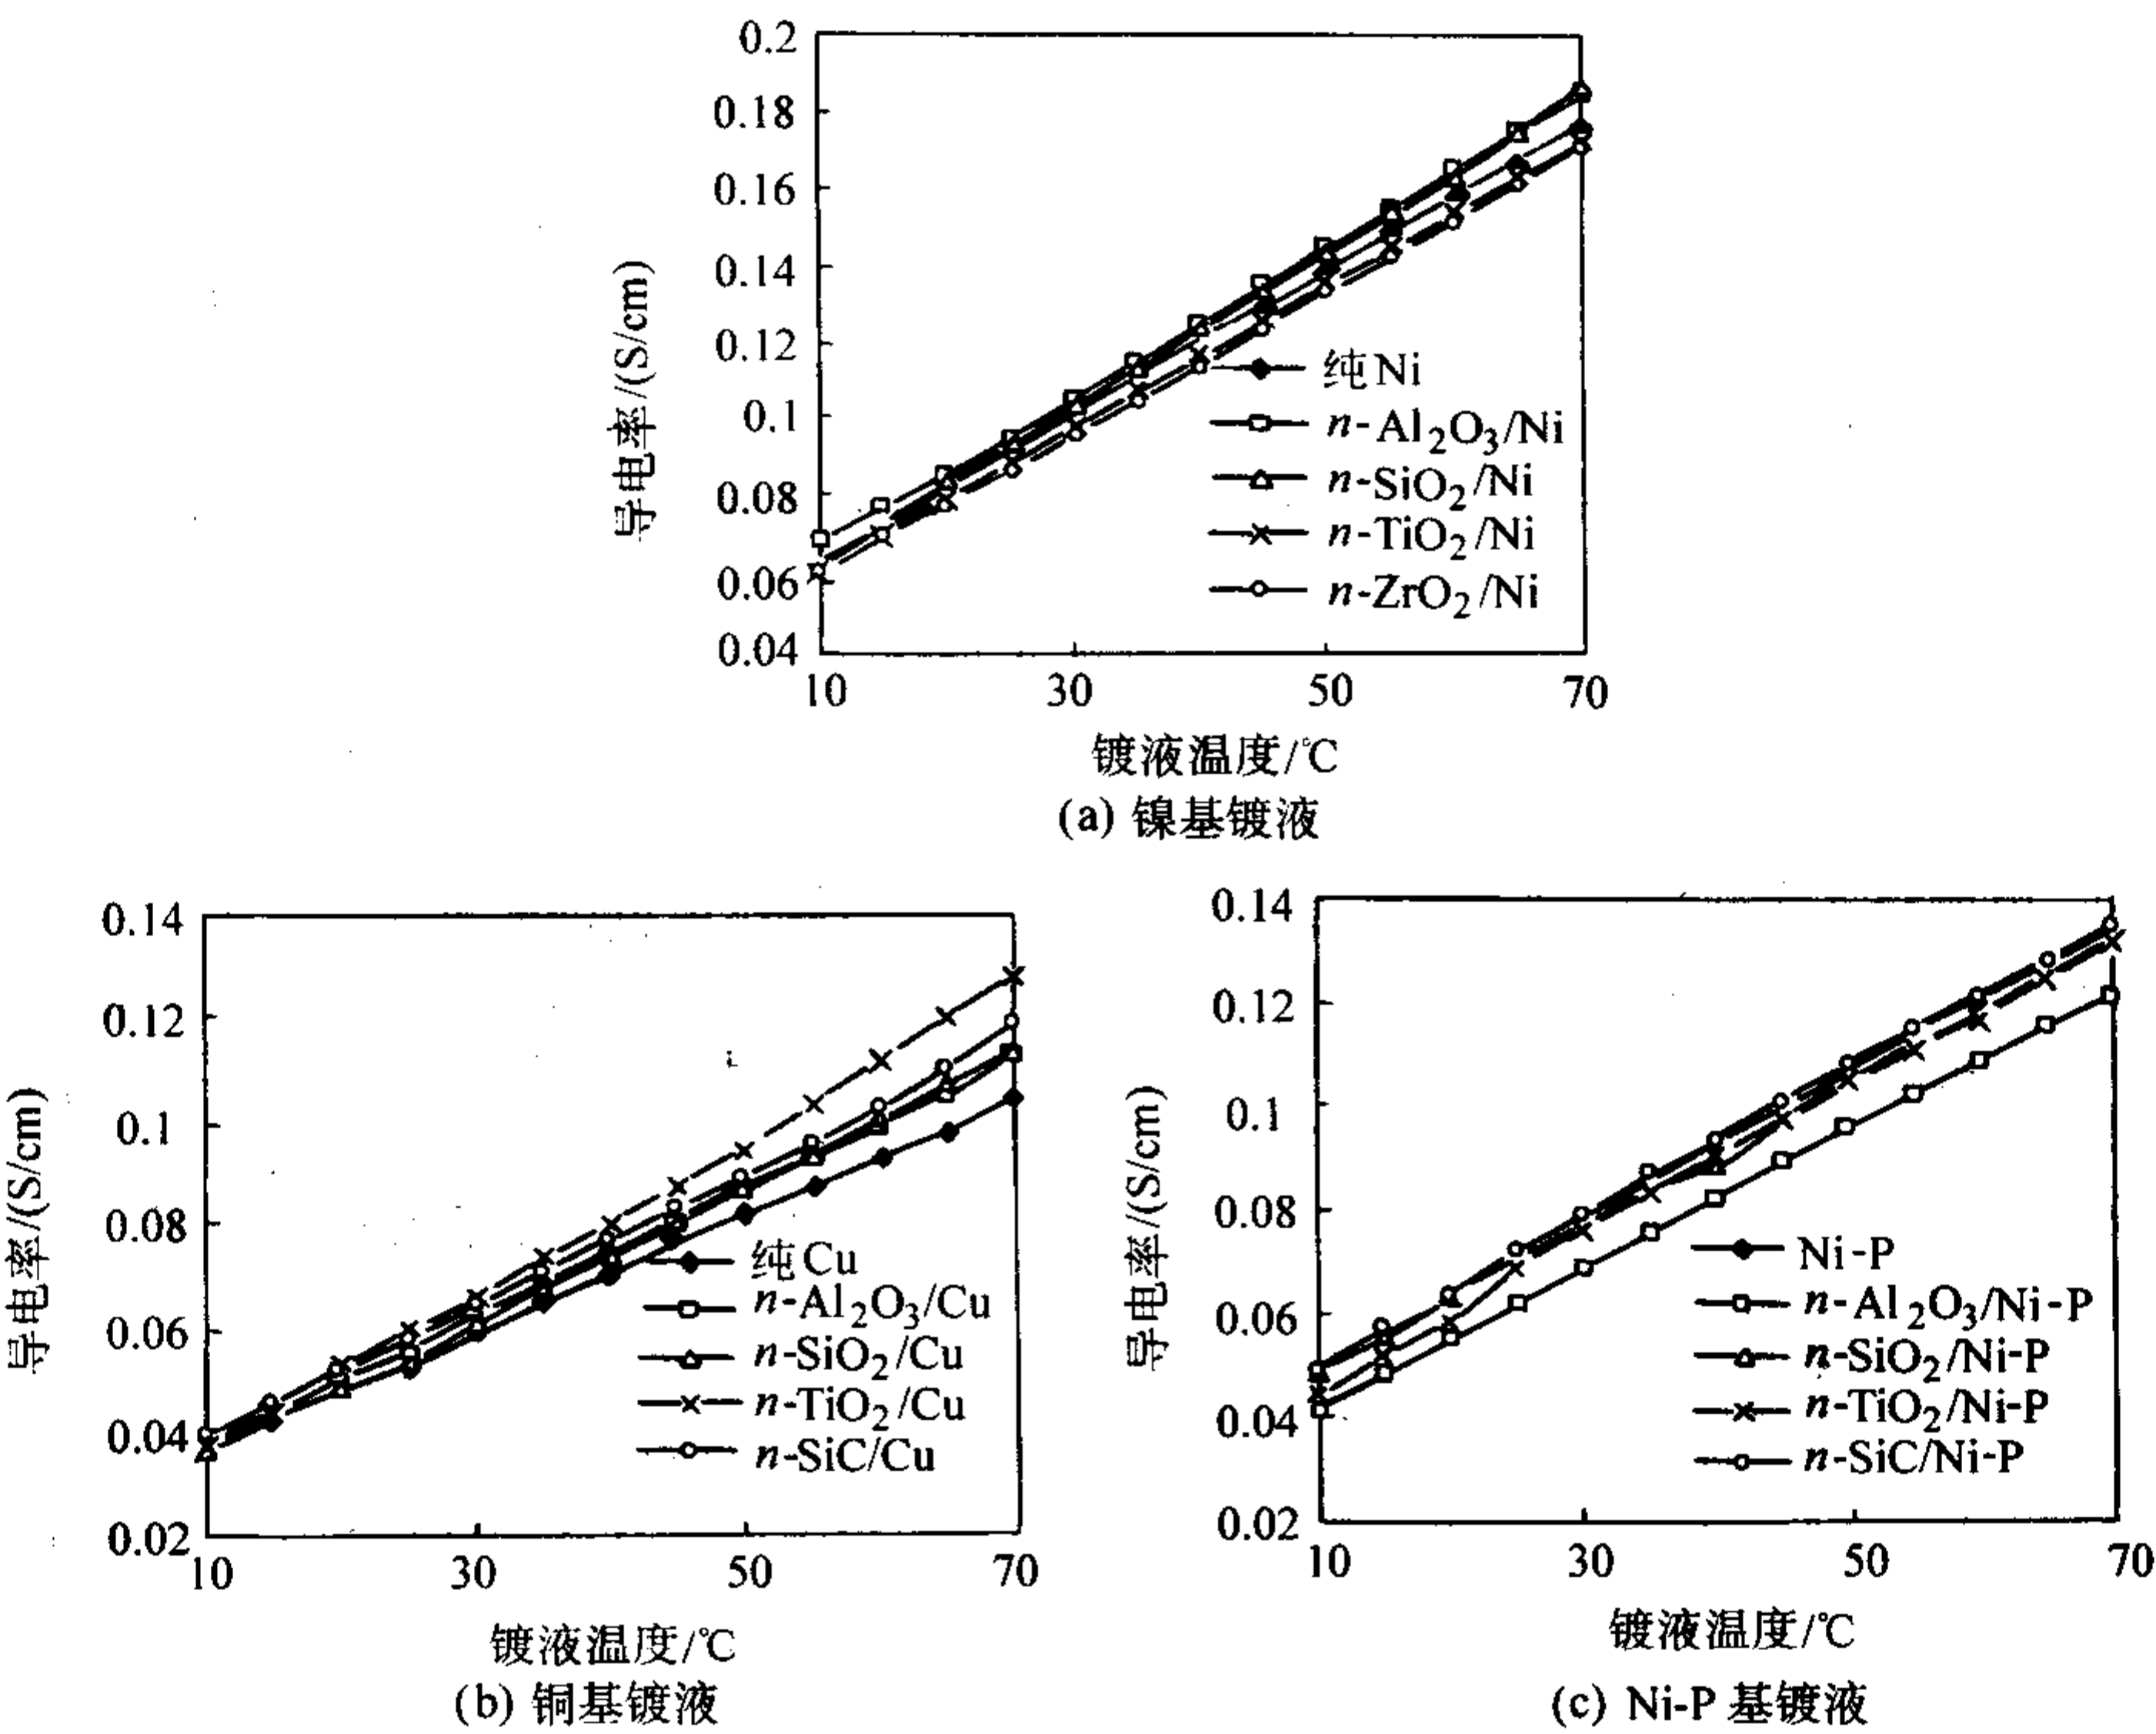 导电率/(S/cm)
0.2
0.18
0.16
0.14
0.12
0.1
0.08
0.06
0.04
10 30 50 70
纯Ni
n-Al₂O₃/Ni
n-SiO₂/Ni
n-TiO₂/Ni
n-ZrO₂/Ni
镀液温度/℃
(a) 镍基镀液
导电率/(S/cm)
0.14
0.12
0.1
0.08
0.06
0.04
0.02
10 30 50 70
纯Cu
n-Al₂O₃/Cu
n-SiO₂/Cu
n-TiO₂/Cu
n-SiC/Cu
镀液温度/℃
(b) 铜基镀液
导电率/(S/cm)
0.14
0.12
0.1
0.08
0.06
0.04
0.02
10 30 50 70
Ni-P
n-Al₂O₃/Ni-P
n-SiO₂/Ni-P
n-TiO₂/Ni-P
n-SiC/Ni-P
镀液温度/℃
(c) Ni-P 基镀液